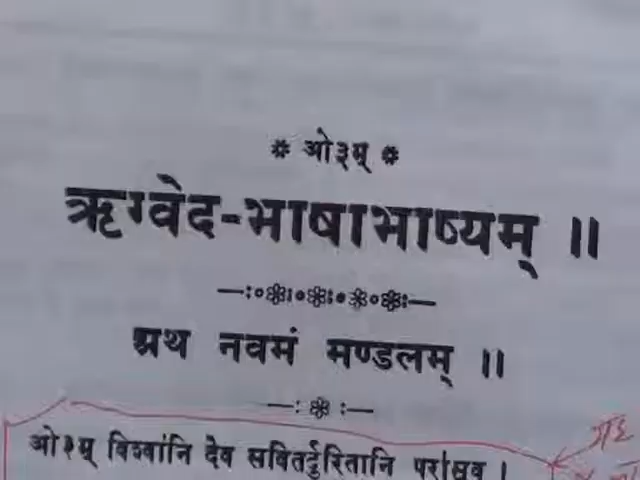 * ओ३म् *
ऋग्वेद-भाषाभाष्यम् ॥
अथ नवमं मण्डलम् ॥
ओ३म् विश्वानि देव सवितर्दुरितानि परासुव ।